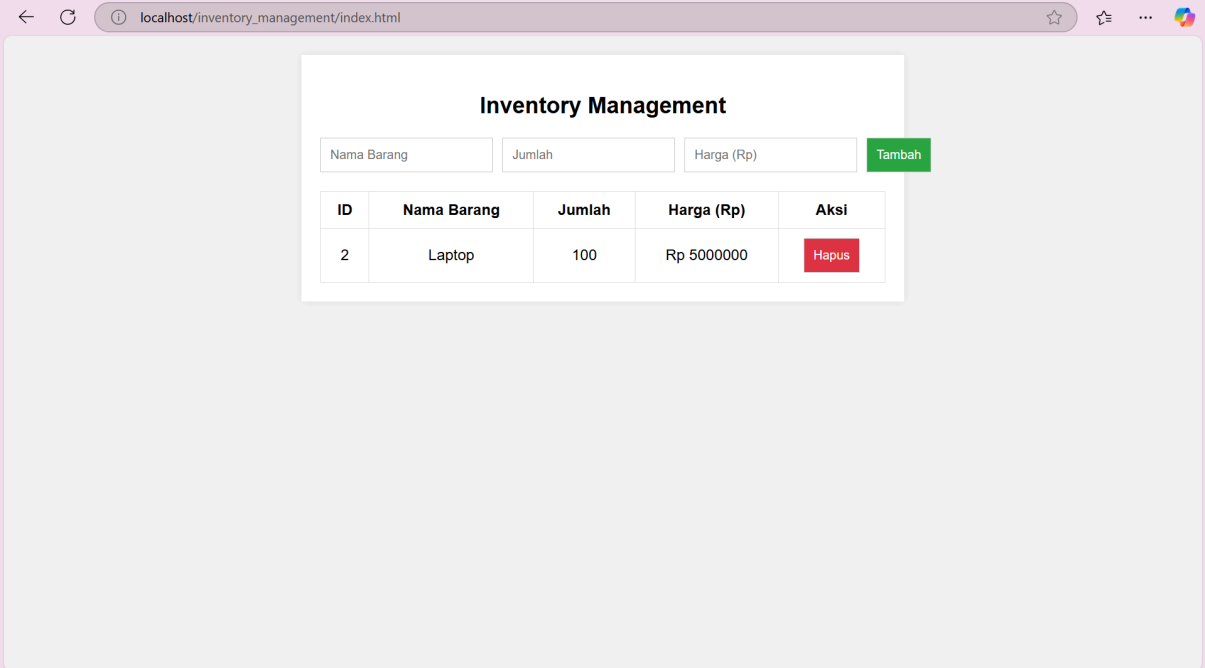 localhost/inventory_management/index.html
Inventory Management
Nama Barang Jumlah Harga (Rp) Tambah
ID Nama Barang Jumlah Harga (Rp) Aksi
2 Laptop 100 Rp 5000000 Hapus